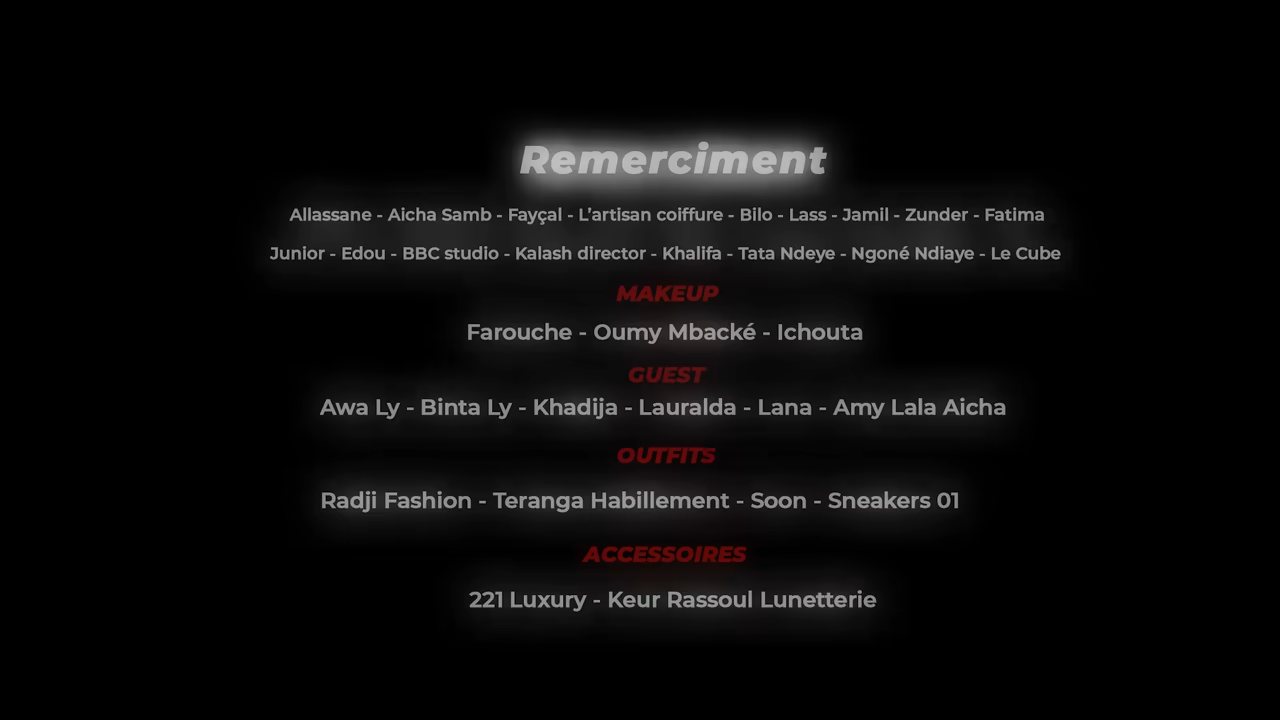 Remerciment
Allassane - Aicha Samb - Fayçal - L’artisan coiffure - Bilo - Lass - Jamil - Zunder - Fatima
Junior - Edou - BBC studio - Kalash director - Khalifa - Tata Ndeye - Ngoné Ndiaye - Le Cube
MAKEUP
Farouche - Oumy Mbacké - Ichouta
GUEST
Awa Ly - Binta Ly - Khadija - Lauralda - Lana - Amy Lala Aicha
OUTFITS
Radji Fashion - Teranga Habillement - Soon - Sneakers 01
ACCESSOIRES
221 Luxury - Keur Rassoul Lunetterie